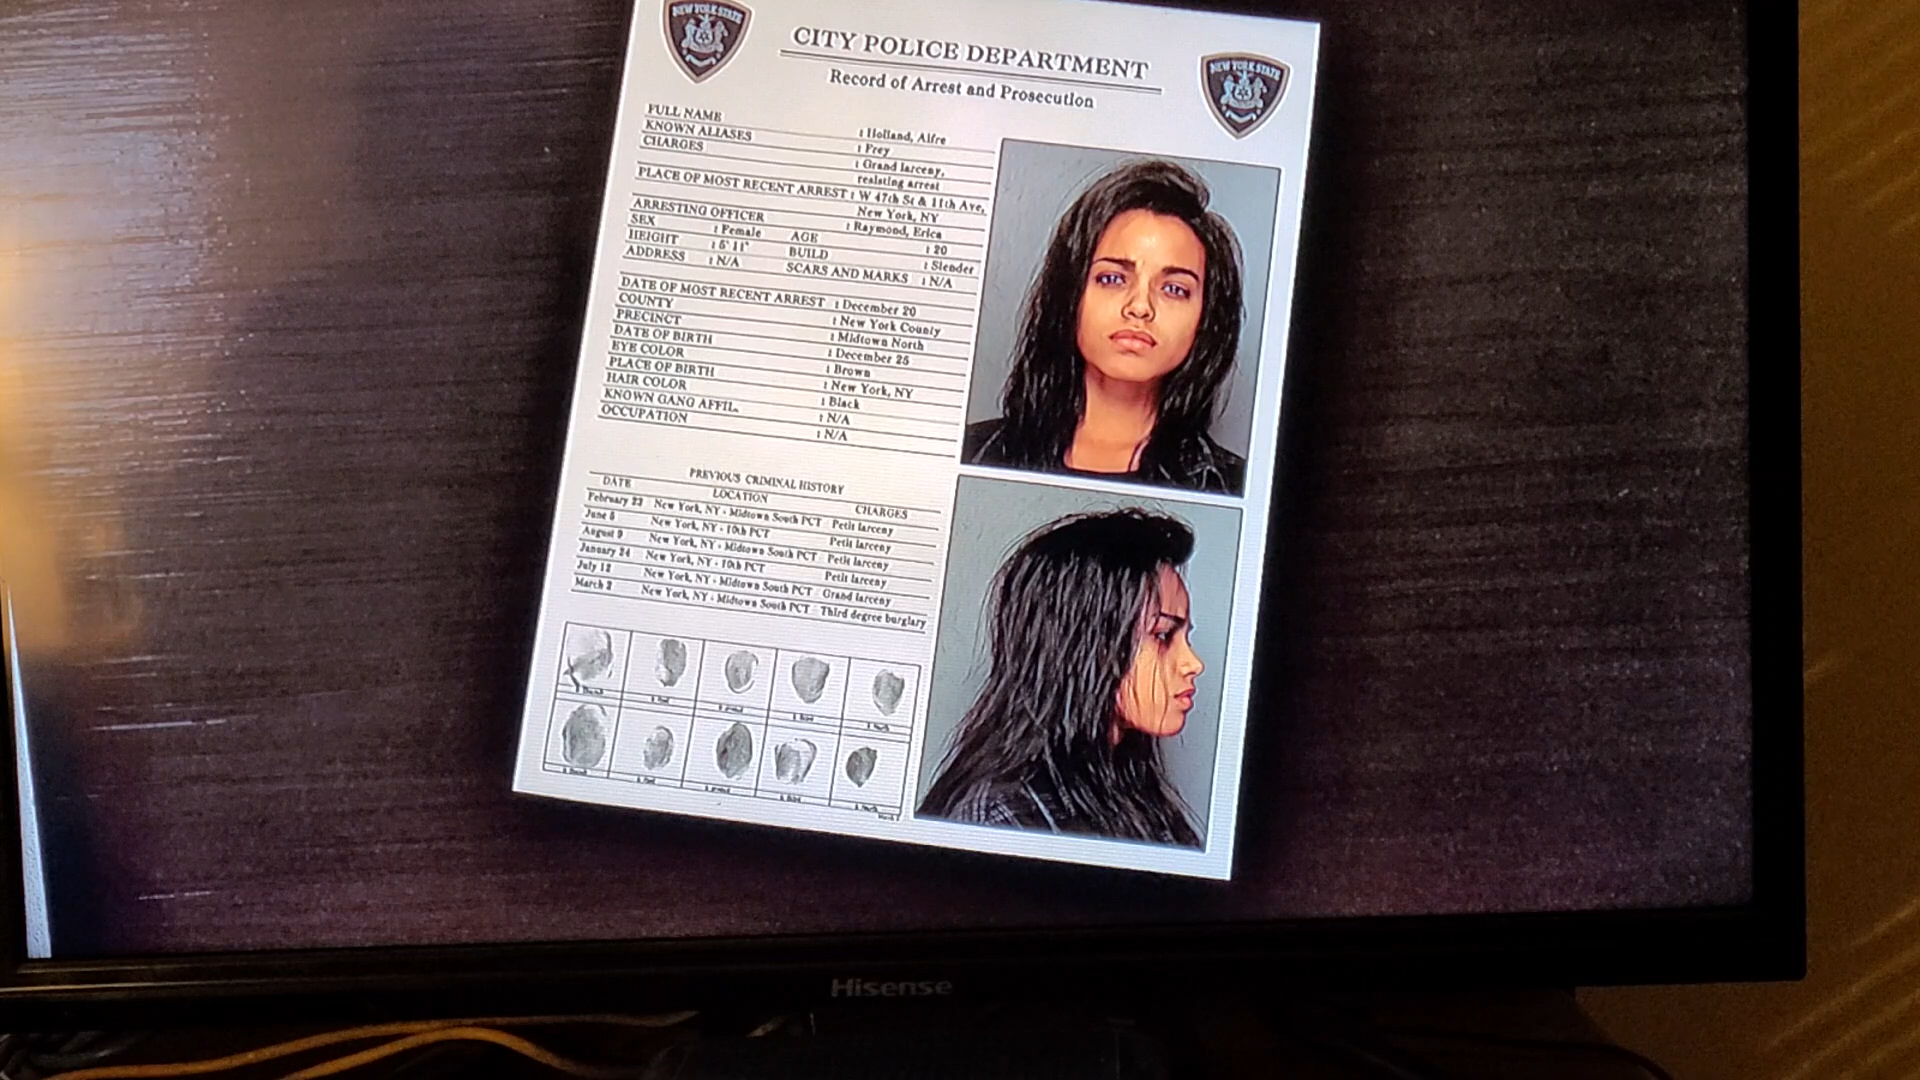 NEW YORK STATE
CITY POLICE DEPARTMENT
NEW YORK STATE
Record of Arrest and Prosecution
FULL NAME : Holland, Alfre
KNOWN ALIASES : Frey
CHARGES : Grand larceny,
resisting arrest
PLACE OF MOST RECENT ARREST : W 47th St & 11th Ave,
New York, NY
ARRESTING OFFICER : Raymond, Erica
SEX : Female AGE : 20
HEIGHT : 5' 11" BUILD : Slender
ADDRESS : N/A SCARS AND MARKS : N/A
DATE OF MOST RECENT ARREST : December 20
COUNTY : New York County
PRECINCT : Midtown North
DATE OF BIRTH : December 25
EYE COLOR : Brown
PLACE OF BIRTH : New York, NY
HAIR COLOR : Black
KNOWN GANG AFFIL. : N/A
OCCUPATION : N/A
PREVIOUS CRIMINAL HISTORY
DATE LOCATION CHARGES
February 23 New York, NY - Midtown South PCT Petit larceny
June 5 New York, NY - 10th PCT Petit larceny
August 9 New York, NY - Midtown South PCT Petit larceny
January 24 New York, NY - 10th PCT Petit larceny
July 12 New York, NY - Midtown South PCT Grand larceny
March 2 New York, NY - Midtown South PCT Third degree burglary
Hisense